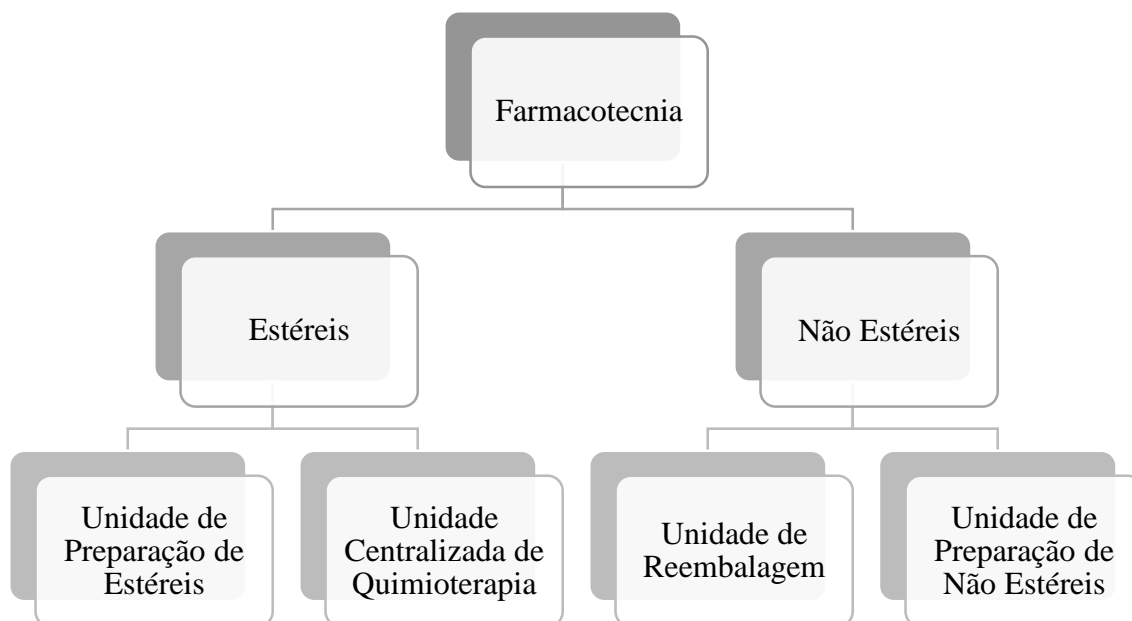 Farmacotecnia
Estéreis
Não Estéreis
Unidade de
Preparação de
Estéreis
Unidade
Centralizada de
Quimioterapia
Unidade de
Reembalagem
Unidade de
Preparação de
Não Estéreis